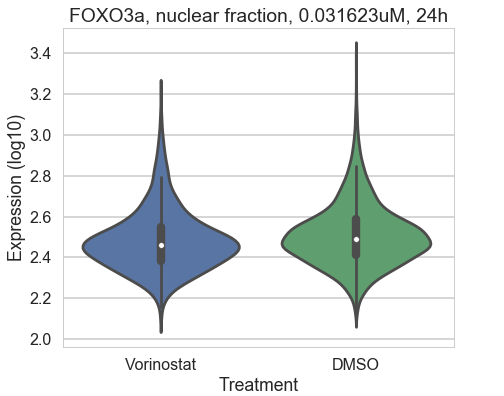 FOXO3a, nuclear fraction, 0.031623uM, 24h
Expression (log10)
3.4
3.2
3.0
2.8
2.6
2.4
2.2
2.0
Vorinostat DMSO
Treatment